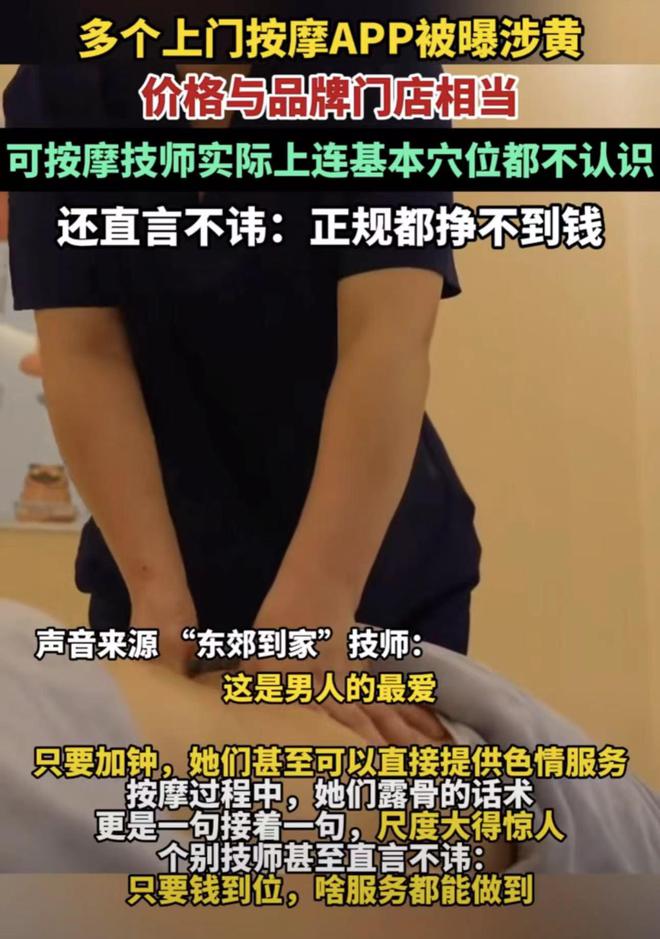 多个上门按摩APP被曝涉黄
价格与品牌门店相当
可按摩技师实际上连基本穴位都不认识
还直言不讳：正规都挣不到钱
声音来源 “东郊到家”技师：
这是男人的最爱
只要加钟，她们甚至可以直接提供色情服务
按摩过程中，她们露骨的话术
更是一句接着一句，尺度大得惊人
个别技师甚至直言不讳：
只要钱到位，啥服务都能做到